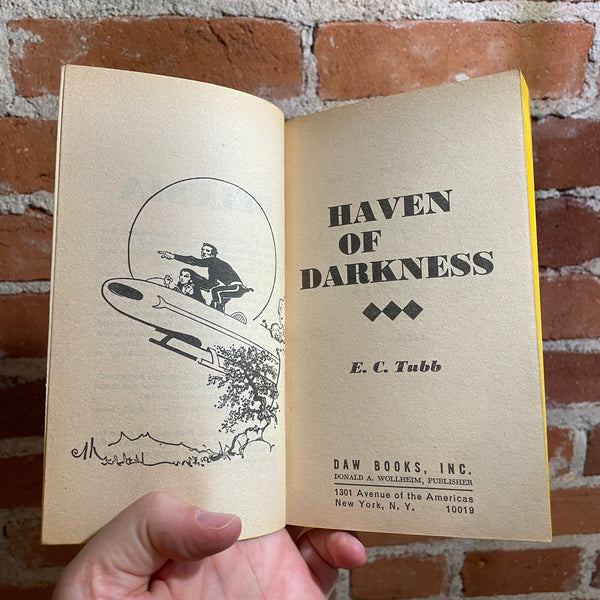 HAVEN
OF
DARKNESS
E. C. Tubb
DAW BOOKS, INC.
DONALD A. WOLLHEIM, PUBLISHER
1301 Avenue of the Americas
New York, N. Y. 10019